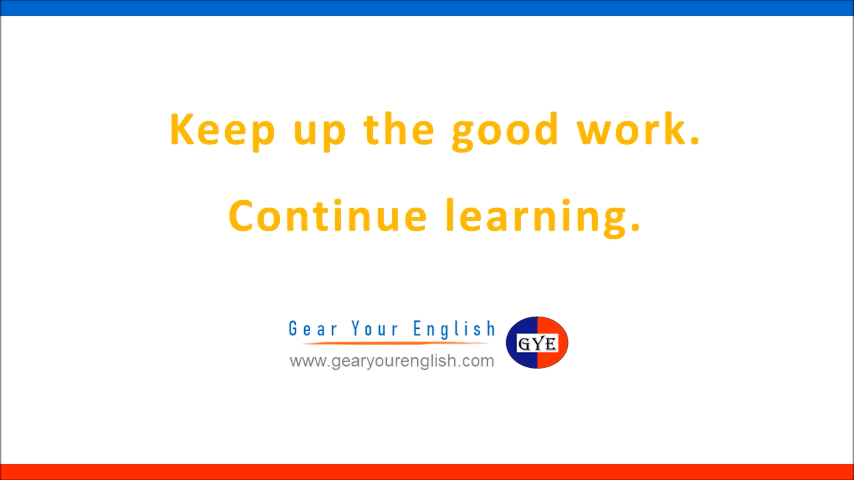 Keep up the good work.
Continue learning.
Gear Your English
www.gearyourenglish.com
GYE